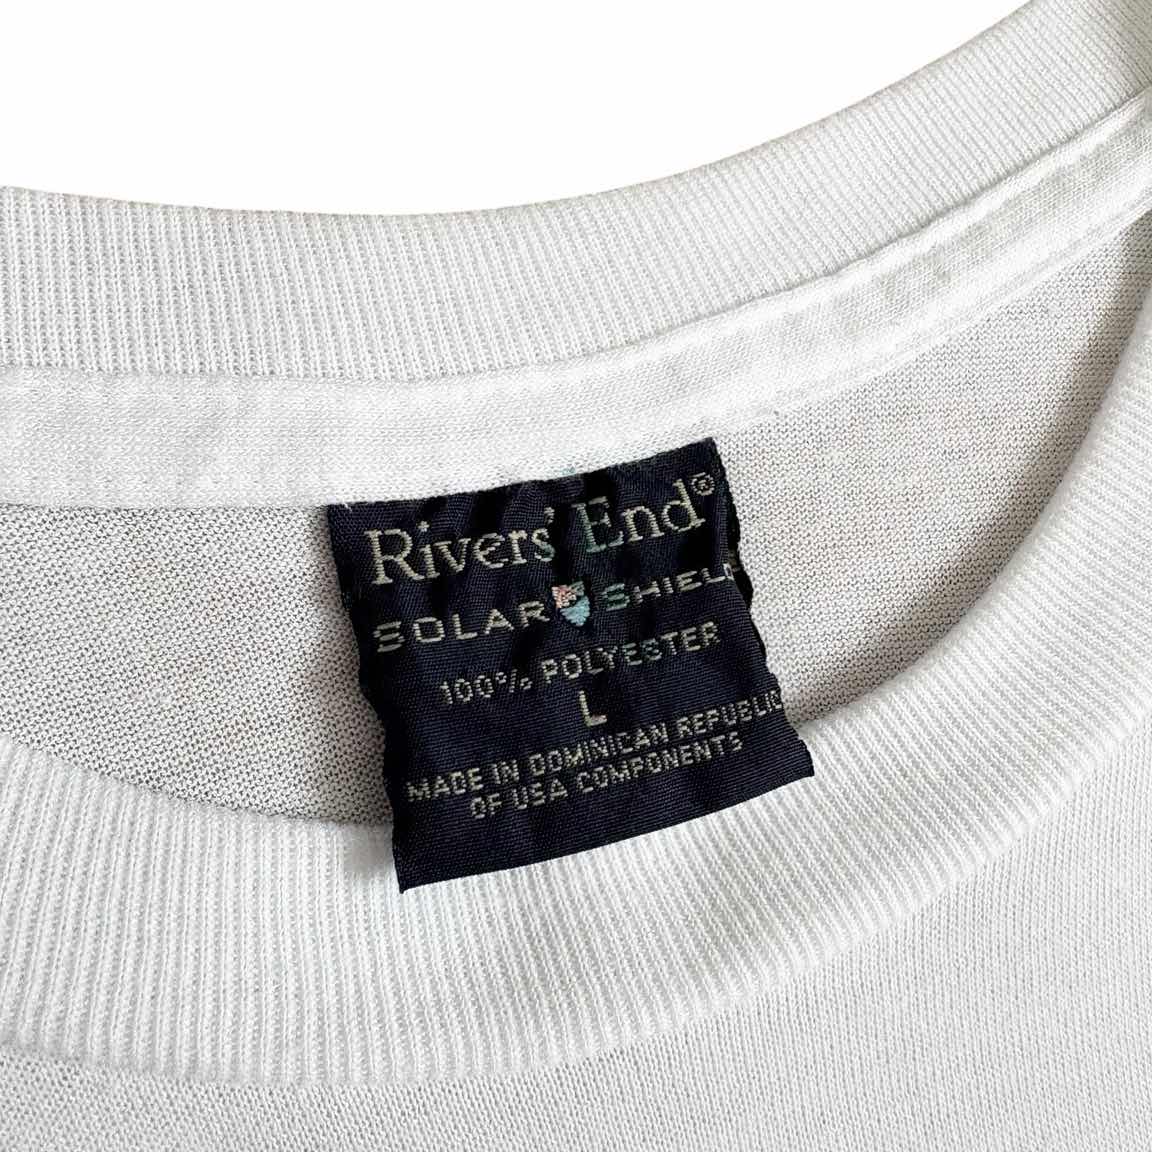 Rivers' End®
SOLAR SHIELD
100% POLYESTER
L
MADE IN DOMINICAN REPUBLIC
OF USA COMPONENTS